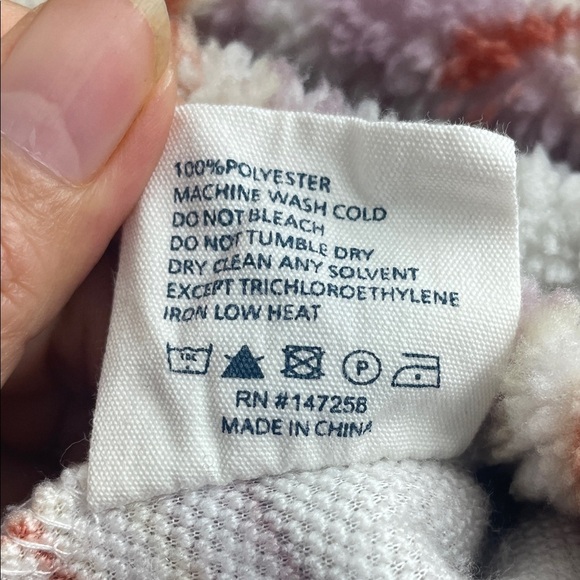 100%POLYESTER
MACHINE WASH COLD
DO NOT BLEACH
DO NOT TUMBLE DRY
DRY CLEAN ANY SOLVENT
EXCEPT TRICHLOROETHYLENE
IRON LOW HEAT
P
RN #147258
MADE IN CHINA